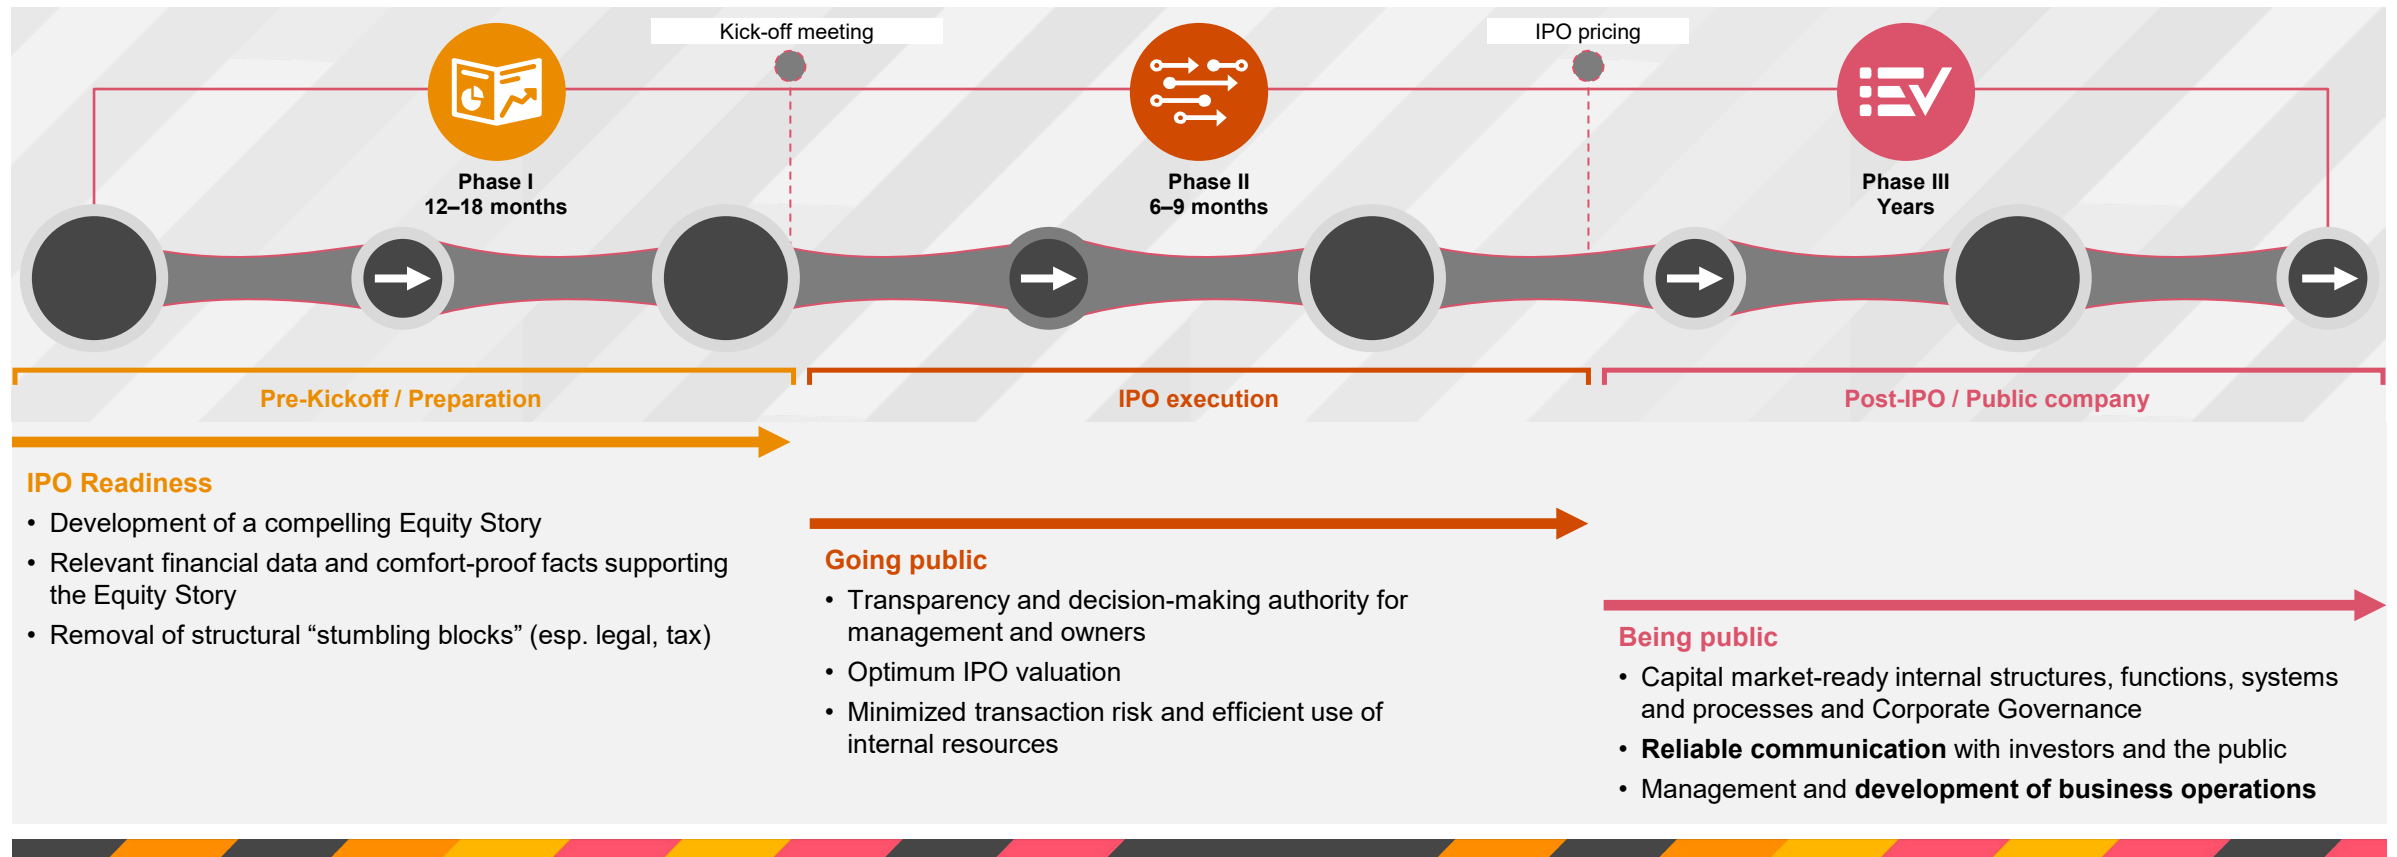 Kick-off meeting
IPO pricing
Phase I
12–18 months
Phase II
6–9 months
Phase III
Years
Pre-Kickoff / Preparation
IPO execution
Post-IPO / Public company
IPO Readiness
• Development of a compelling Equity Story
• Relevant financial data and comfort-proof facts supporting
the Equity Story
• Removal of structural “stumbling blocks” (esp. legal, tax)
Going public
• Transparency and decision-making authority for
management and owners
• Optimum IPO valuation
• Minimized transaction risk and efficient use of
internal resources
Being public
• Capital market-ready internal structures, functions, systems
and processes and Corporate Governance
• Reliable communication with investors and the public
• Management and development of business operations